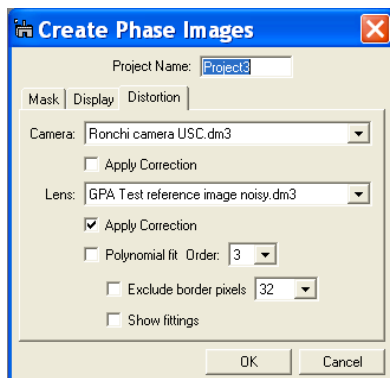 Create Phase Images
Project Name: Project3
Mask Display Distortion
Camera: Ronchi camera USC.dm3
Apply Correction
Lens: GPA Test reference image noisy.dm3
Apply Correction
Polynomial fit Order: 3
Exclude border pixels 32
Show fittings
OK Cancel